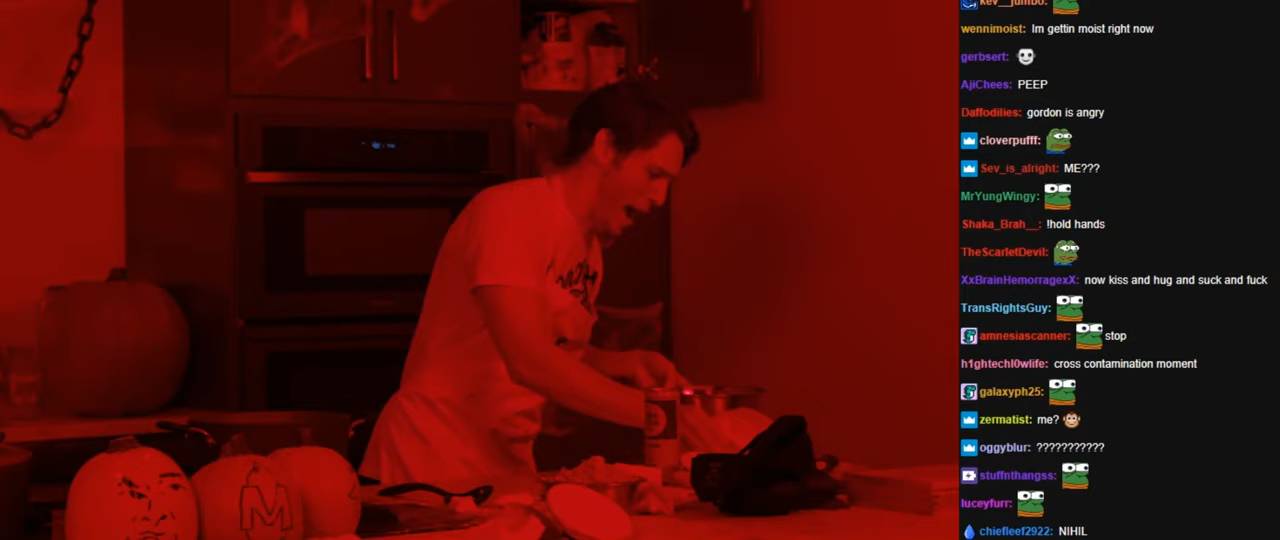 kev__jumbo:
wennimoist: Im gettin moist right now
gerbsert:
AjiChees: PEEP
Daffodilies: gordon is angry
cloverpufff:
Sev_is_alright: ME???
MrYungWingy:
Shaka_Brah__: !hold hands
TheScarletDevil:
XxBrainHemorragexX: now kiss and hug and suck and fuck
TransRightsGuy:
amnesiascanner: stop
h1ghtechl0wlife: cross contamination moment
galaxyph25:
zermatist: me?
oggyblur: ???????????
stuffnthangss:
luceyfurr:
chiefleef2922: NIHIL
M